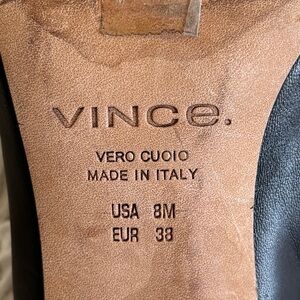 VINCe.
VERO CUOIO
MADE IN ITALY
USA 8M
EUR 38